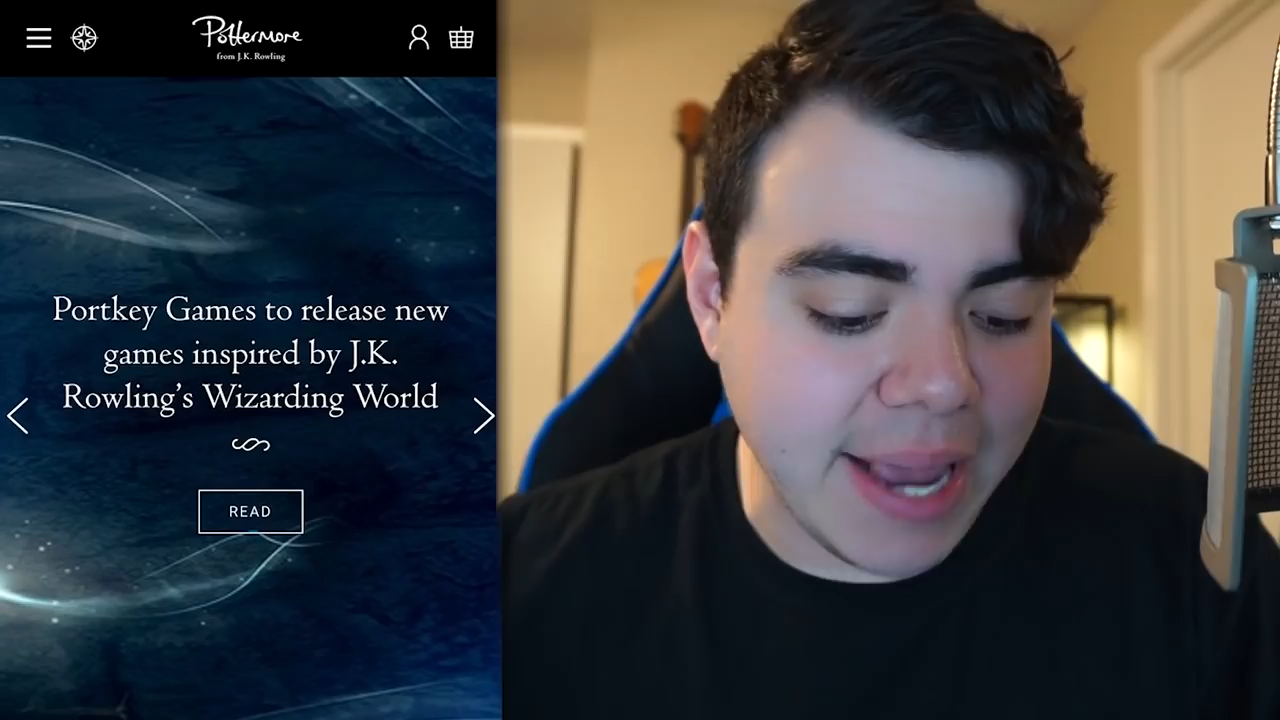 Pottermore
from J.K. Rowling
Portkey Games to release new
games inspired by J.K.
Rowling’s Wizarding World
READ